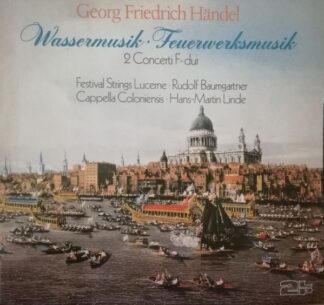 Georg Friedrich Händel
Wassermusik · Feuerwerksmusik
2 Concerti F-dur
Festival Strings Lucerne · Rudolf Baumgartner
Cappella Coloniensis · Hans-Martin Linde